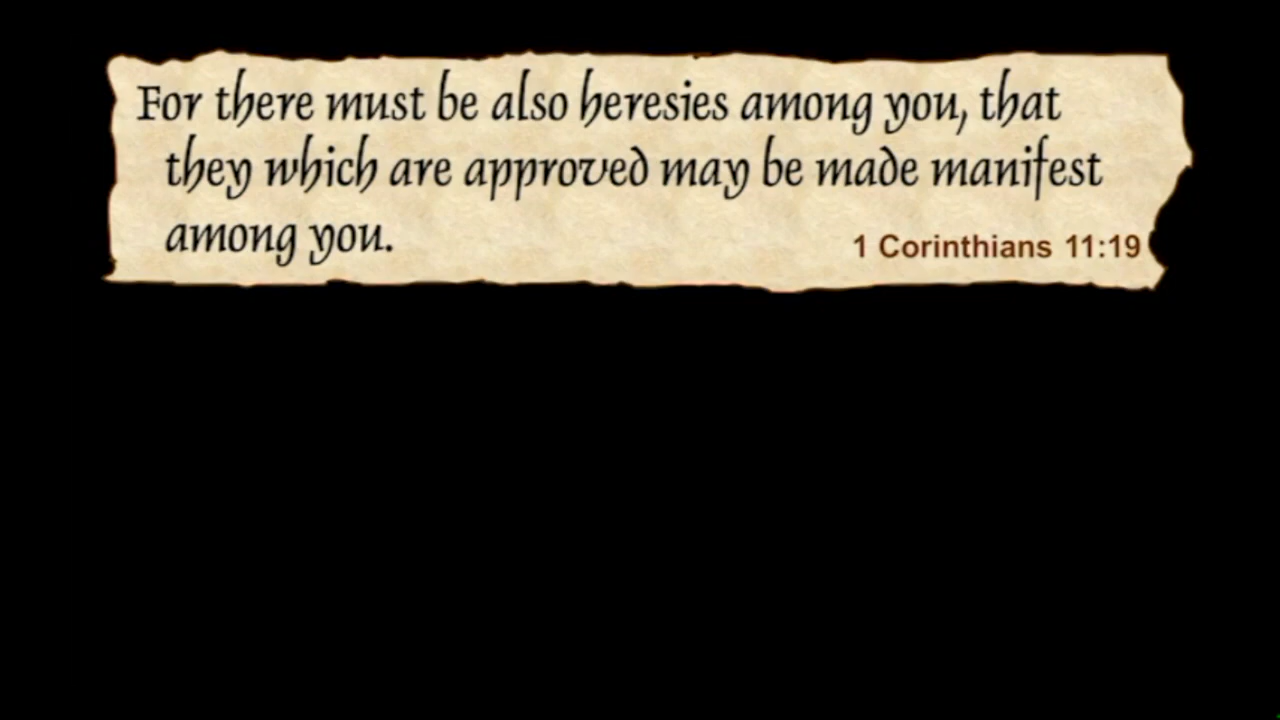 For there must be also heresies among you, that
they which are approved may be made manifest
among you.
1 Corinthians 11:19